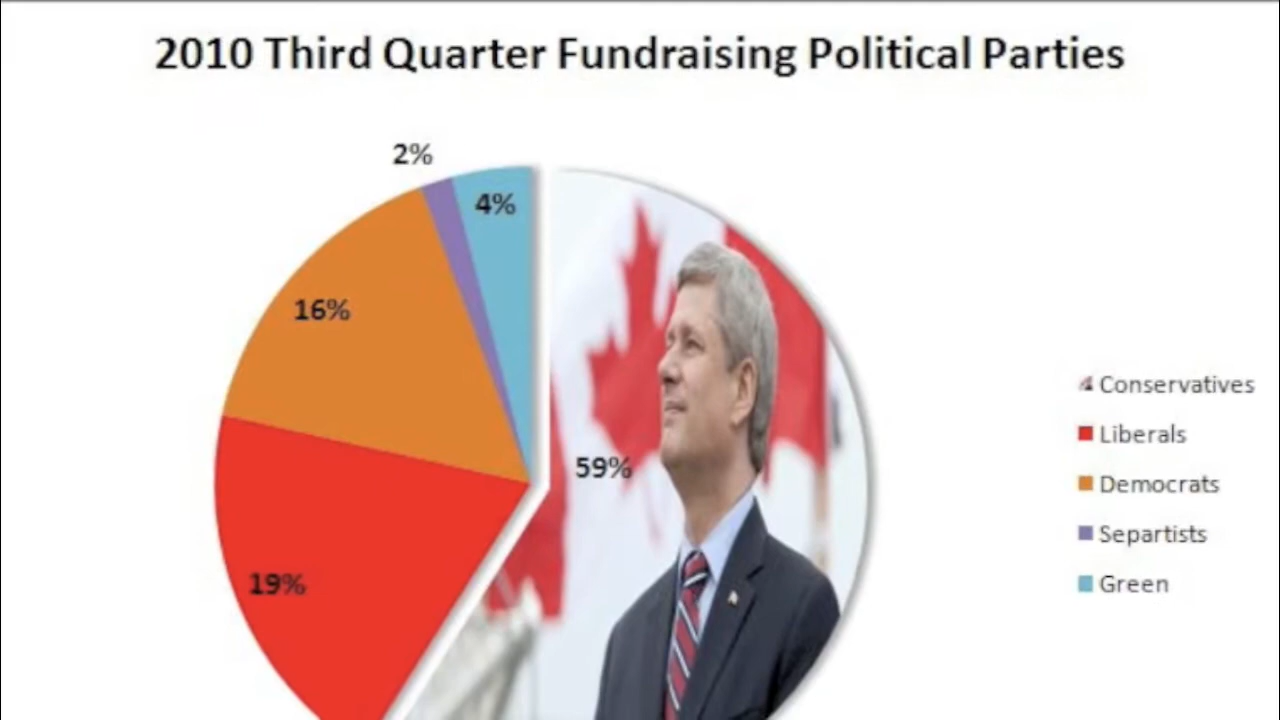 2010 Third Quarter Fundraising Political Parties
2%
4%
16%
59%
19%
Conservatives
Liberals
Democrats
Separtists
Green